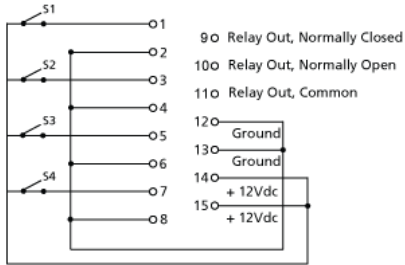 S1
1
2
S2
3
4
S3
5
6
S4
7
8
9 Relay Out, Normally Closed
10 Relay Out, Normally Open
11 Relay Out, Common
12
Ground
13
Ground
14
+ 12Vdc
15
+ 12Vdc